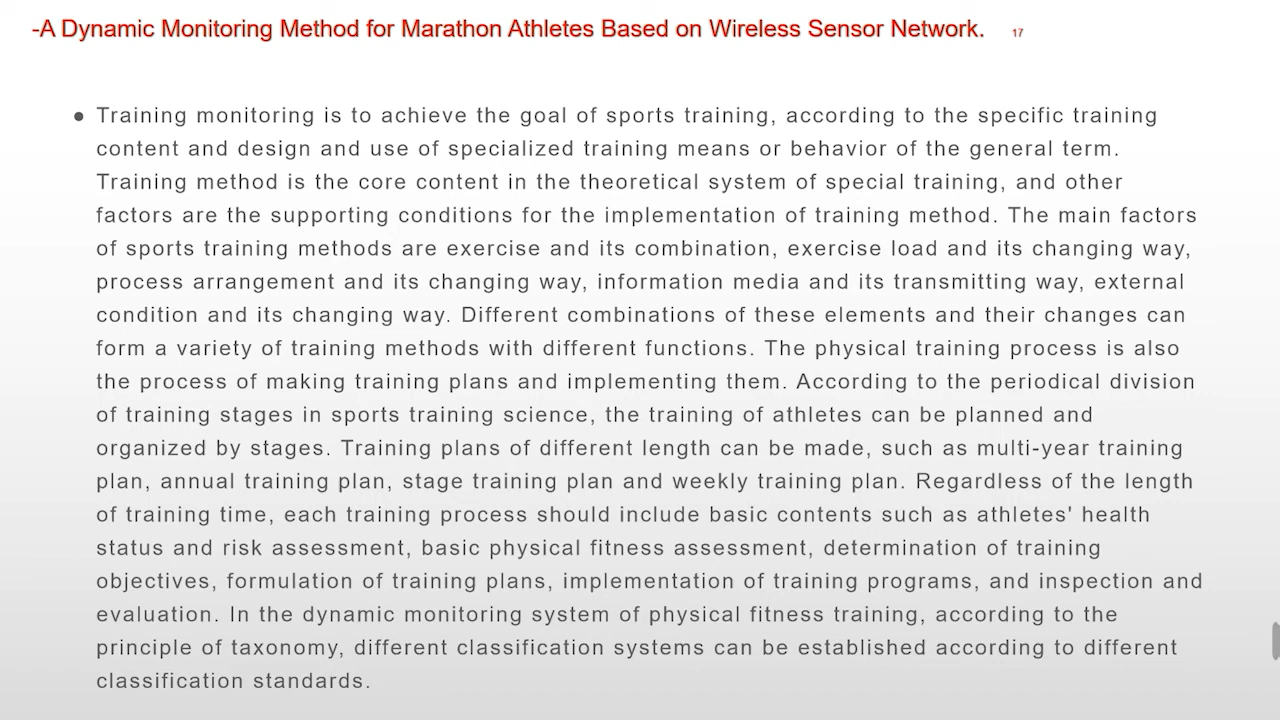 -A Dynamic Monitoring Method for Marathon Athletes Based on Wireless Sensor Network. 17
● Training monitoring is to achieve the goal of sports training, according to the specific training
content and design and use of specialized training means or behavior of the general term.
Training method is the core content in the theoretical system of special training, and other
factors are the supporting conditions for the implementation of training method. The main factors
of sports training methods are exercise and its combination, exercise load and its changing way,
process arrangement and its changing way, information media and its transmitting way, external
condition and its changing way. Different combinations of these elements and their changes can
form a variety of training methods with different functions. The physical training process is also
the process of making training plans and implementing them. According to the periodical division
of training stages in sports training science, the training of athletes can be planned and
organized by stages. Training plans of different length can be made, such as multi-year training
plan, annual training plan, stage training plan and weekly training plan. Regardless of the length
of training time, each training process should include basic contents such as athletes' health
status and risk assessment, basic physical fitness assessment, determination of training
objectives, formulation of training plans, implementation of training programs, and inspection and
evaluation. In the dynamic monitoring system of physical fitness training, according to the
principle of taxonomy, different classification systems can be established according to different
classification standards.